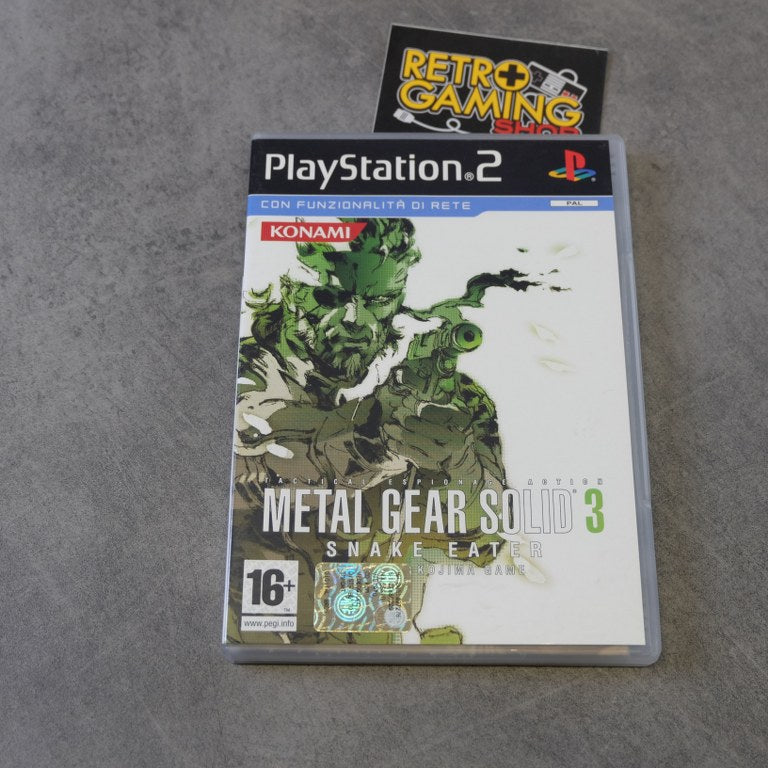 RETRO
GAMING
SHOP
PlayStation®2
CON FUNZIONALITÀ DI RETE
PAL
KONAMI
TACTICAL ESPIONAGE ACTION
METAL GEAR SOLID® 3
SNAKE EATER
KOJIMA GAME
16+
™
www.pegi.info